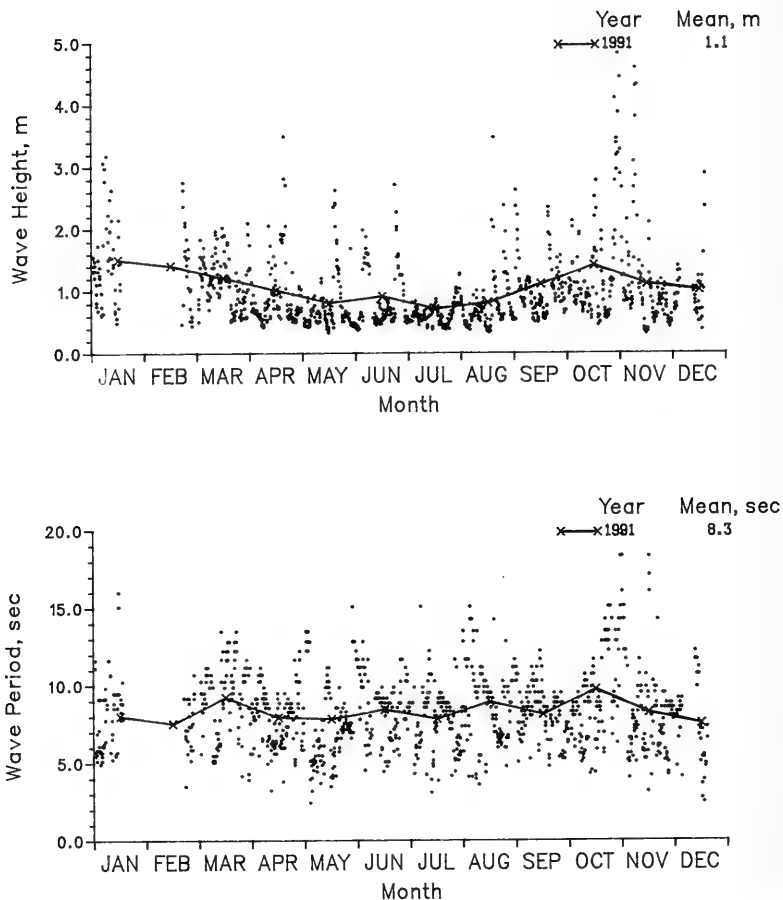 Year Mean, m
1991 1.1
5.0
4.0
3.0
2.0
1.0
0.0
Wave Height, m
JAN FEB MAR APR MAY JUN JUL AUG SEP OCT NOV DEC
Month
Year Mean, sec
1991 8.3
20.0
15.0
10.0
5.0
0.0
Wave Period, sec
JAN FEB MAR APR MAY JUN JUL AUG SEP OCT NOV DEC
Month